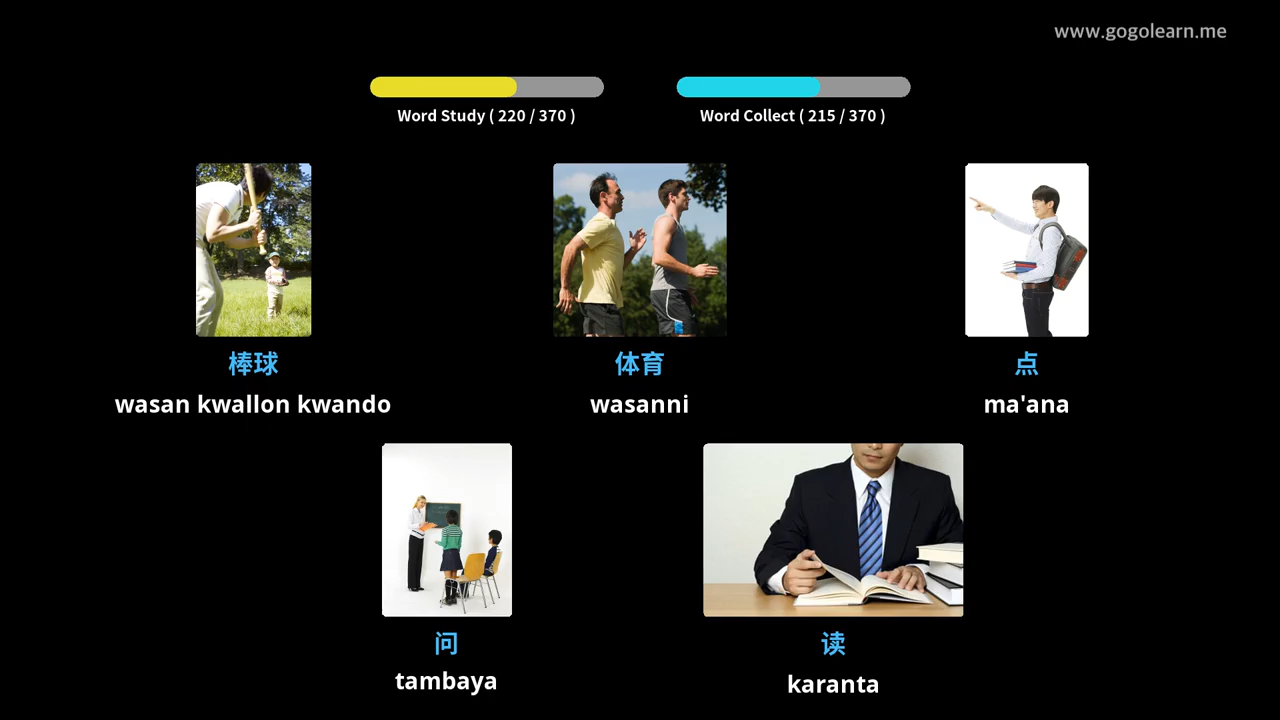 www.gogolearn.me
Word Study ( 220 / 370 )
Word Collect ( 215 / 370 )
棒球
体育
点
wasan kwallon kwando
wasanni
ma'ana
问
读
tambaya
karanta